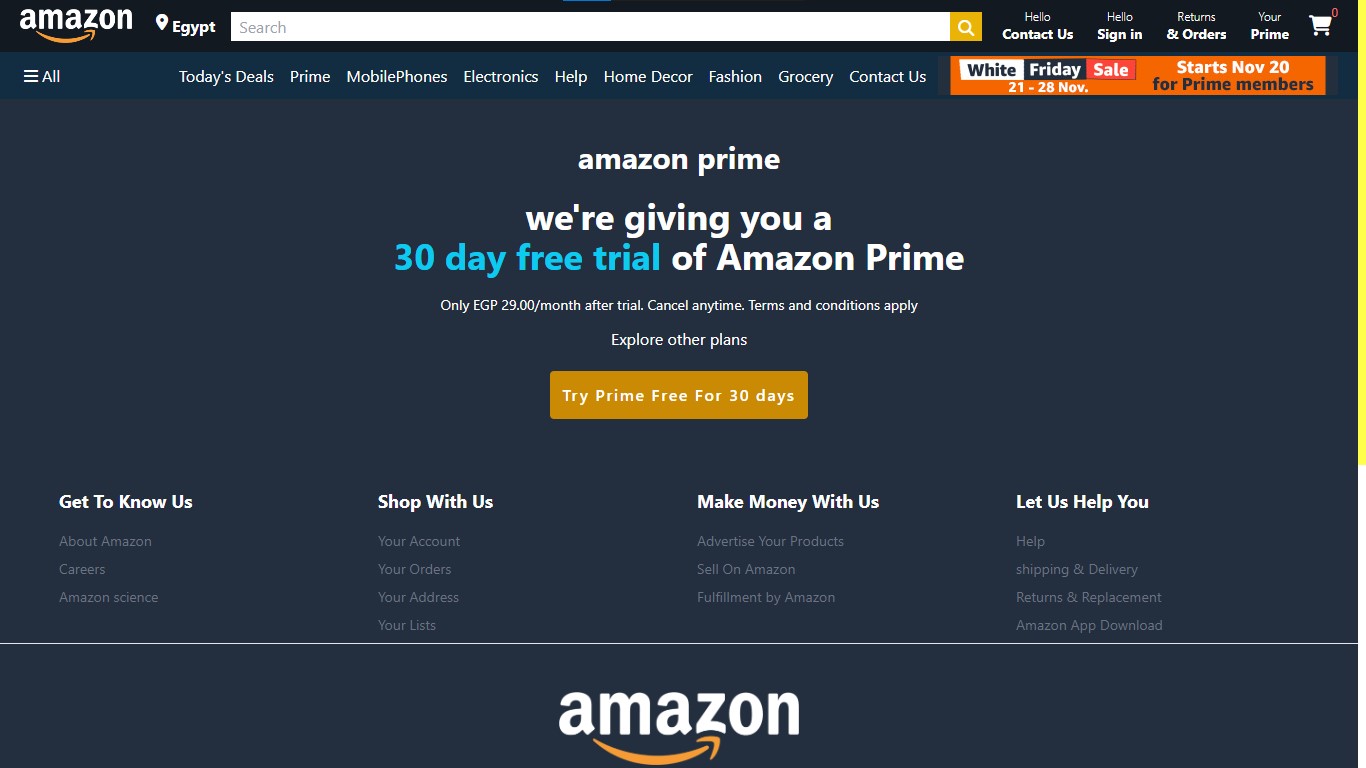 amazon
Egypt
Search
Hello
Contact Us
Hello
Sign in
Returns
& Orders
Your
Prime
0
All
Today's Deals
Prime
MobilePhones
Electronics
Help
Home Decor
Fashion
Grocery
Contact Us
White Friday Sale
21 - 28 Nov.
Starts Nov 20
for Prime members
amazon prime
we're giving you a
30 day free trial of Amazon Prime
Only EGP 29.00/month after trial. Cancel anytime. Terms and conditions apply
Explore other plans
Try Prime Free For 30 days
Get To Know Us
About Amazon
Careers
Amazon science
Shop With Us
Your Account
Your Orders
Your Address
Your Lists
Make Money With Us
Advertise Your Products
Sell On Amazon
Fulfillment by Amazon
Let Us Help You
Help
shipping & Delivery
Returns & Replacement
Amazon App Download
amazon